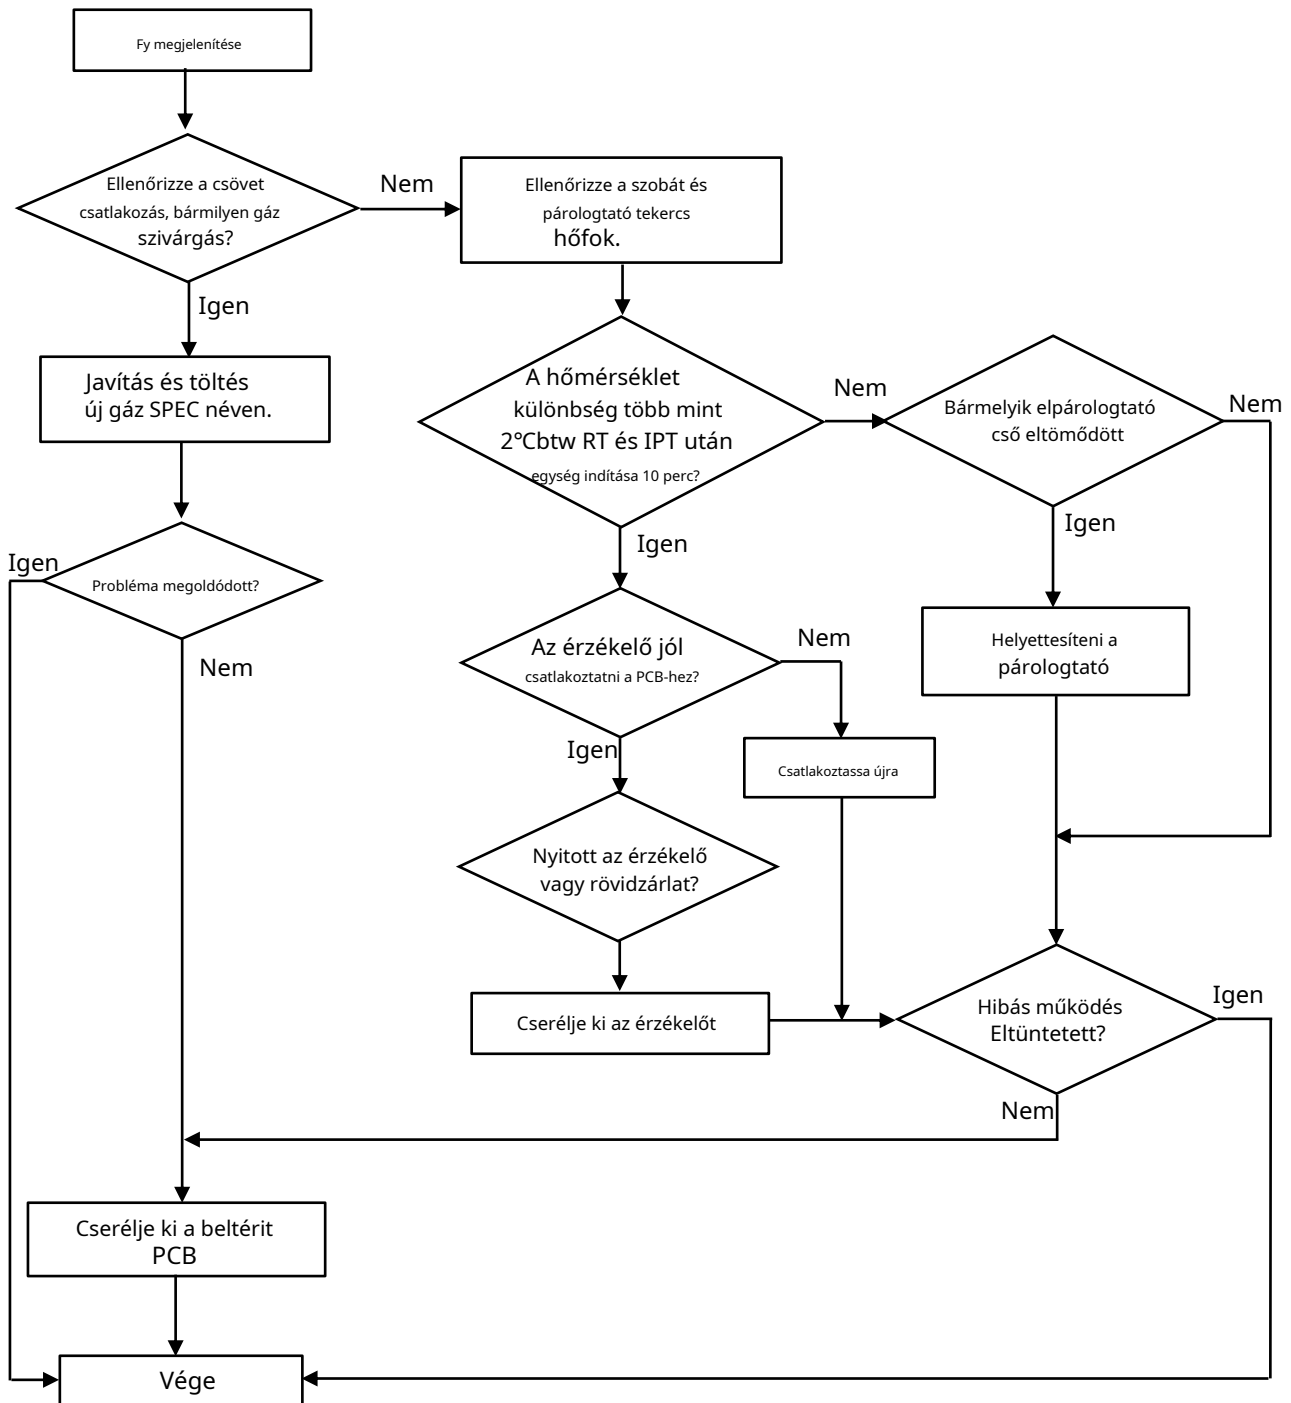 Fy megjelenítése
Ellenőrizze a csövet
csatlakozás, bármilyen gáz
szivárgás?
Nem
Ellenőrizze a szobát és
párologtató tekercs
hőfok.
Igen
Javítás és töltés
új gáz SPEC néven.
A hőmérséklet
különbség több mint
2℃btw RT és IPT után
egység indítása 10 perc?
Nem
Bármelyik elpárologtató
cső eltömődött
Nem
Igen
Igen
Igen
Probléma megoldódott?
Nem
Az érzékelő jól
csatlakoztatni a PCB-hez?
Nem
Helyettesíteni a
párologtató
Igen
Csatlakoztassa újra
Nyitott az érzékelő
vagy rövidzárlat?
Cserélje ki az érzékelőt
Hibás működés
Eltüntetett?
Igen
Nem
Cserélje ki a beltérit
PCB
Vége